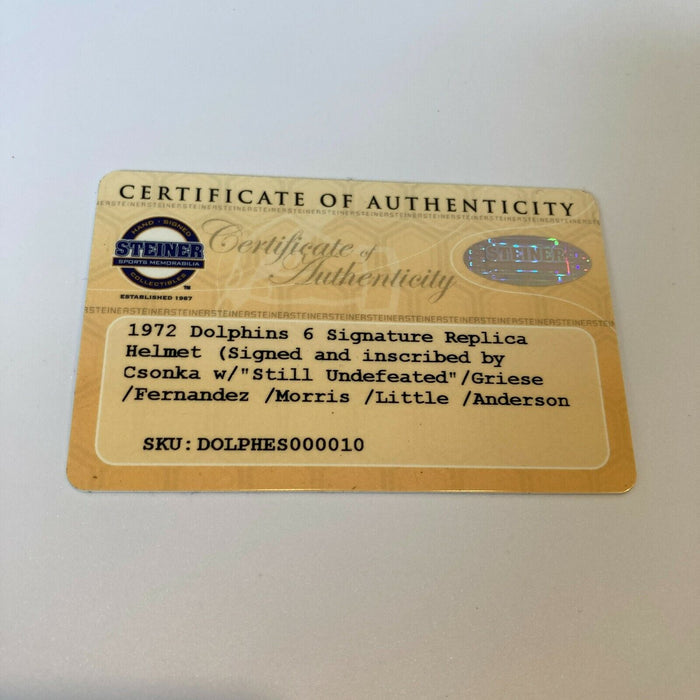 CERTIFICATE OF AUTHENTICITY
HAND - SIGNED
STEINER
SPORTS MEMORABILIA
COLLECTIBLES
TM
ESTABLISHED 1987
Certificate of
Authenticity
STEINER
1972 Dolphins 6 Signature Replica
Helmet (Signed and inscribed by
Csonka w/"Still Undefeated"/Griese
/Fernandez /Morris /Little /Anderson
SKU:DOLPHES000010